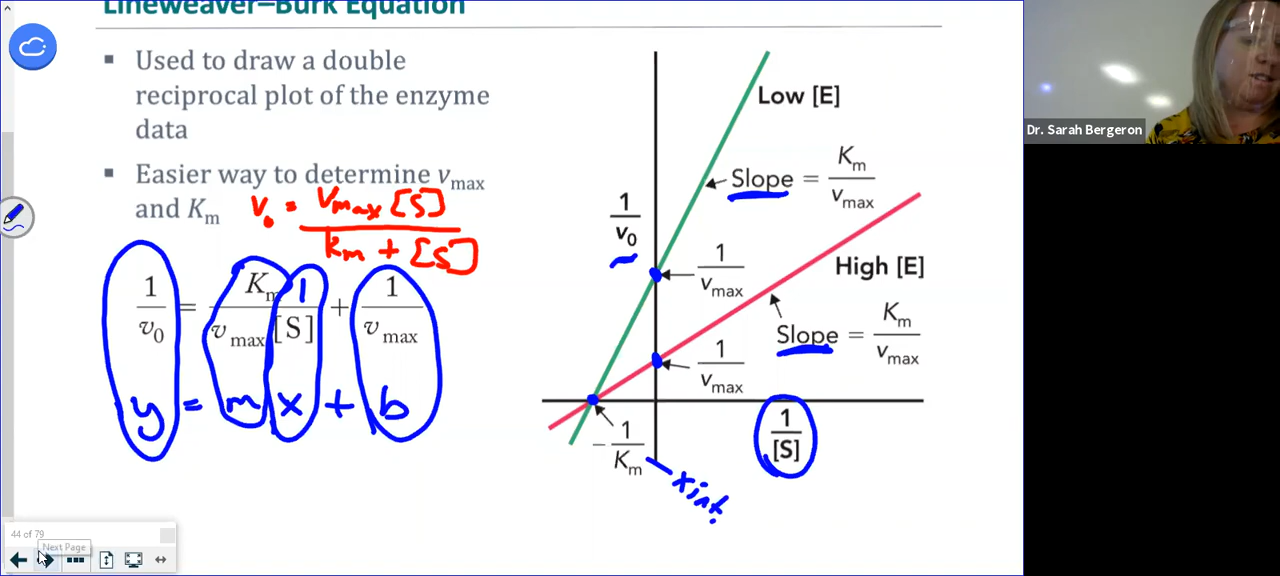 Lineweaver–Burk Equation
▪ Used to draw a double
reciprocal plot of the enzyme
data
▪ Easier way to determine vmax
and Km
v₀ = vmax [S]
km + [S]
1/v₀ = Km/vmax 1/[S] + 1/vmax
y = m x + b
Low [E]
Slope = Km/vmax
1/v₀
1/vmax
High [E]
Slope = Km/vmax
1/vmax
1/[S]
− 1/Km
x int.
Dr. Sarah Bergeron
44 of 79
Next Page